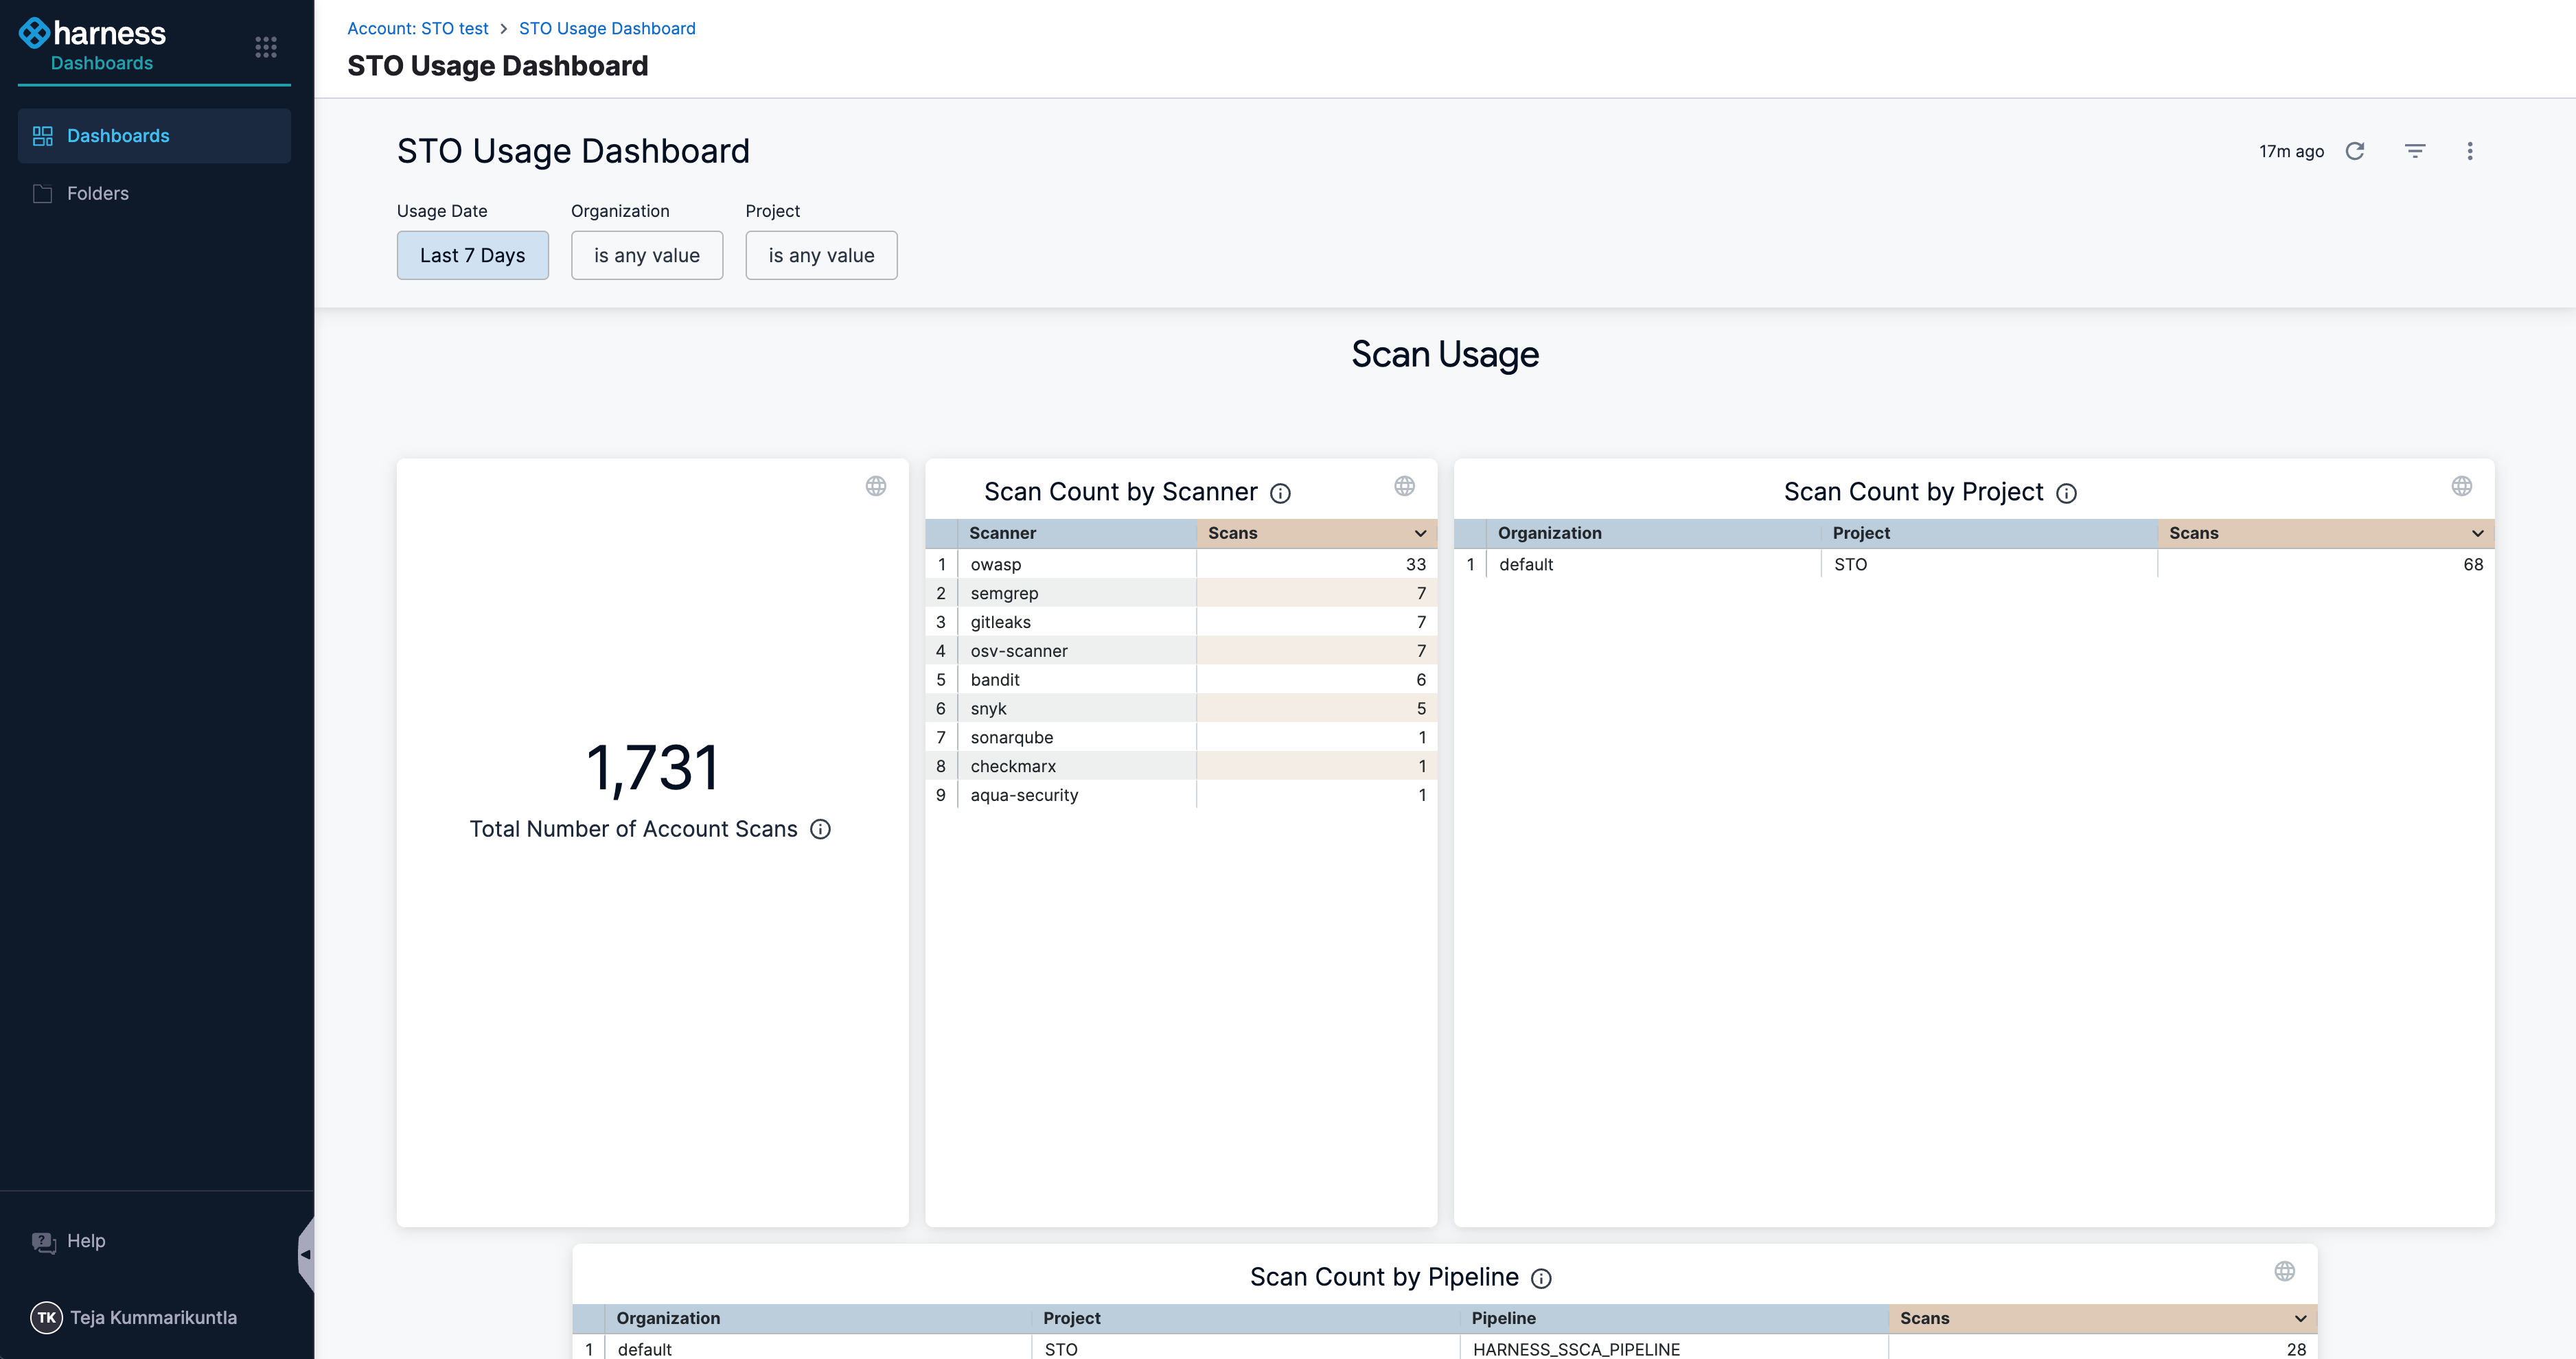 harness
Dashboards
Dashboards
Folders
Help
TK Teja Kummarikuntla
Account: STO test > STO Usage Dashboard
STO Usage Dashboard
STO Usage Dashboard
17m ago
Usage Date Organization Project
Last 7 Days is any value is any value
Scan Usage
1,731
Total Number of Account Scans
Scan Count by Scanner
Scanner Scans
1 owasp 33
2 semgrep 7
3 gitleaks 7
4 osv-scanner 7
5 bandit 6
6 snyk 5
7 sonarqube 1
8 checkmarx 1
9 aqua-security 1
Scan Count by Project
Organization Project Scans
1 default STO 68
Scan Count by Pipeline
Organization Project Pipeline Scans
1 default STO HARNESS_SSCA_PIPELINE 28